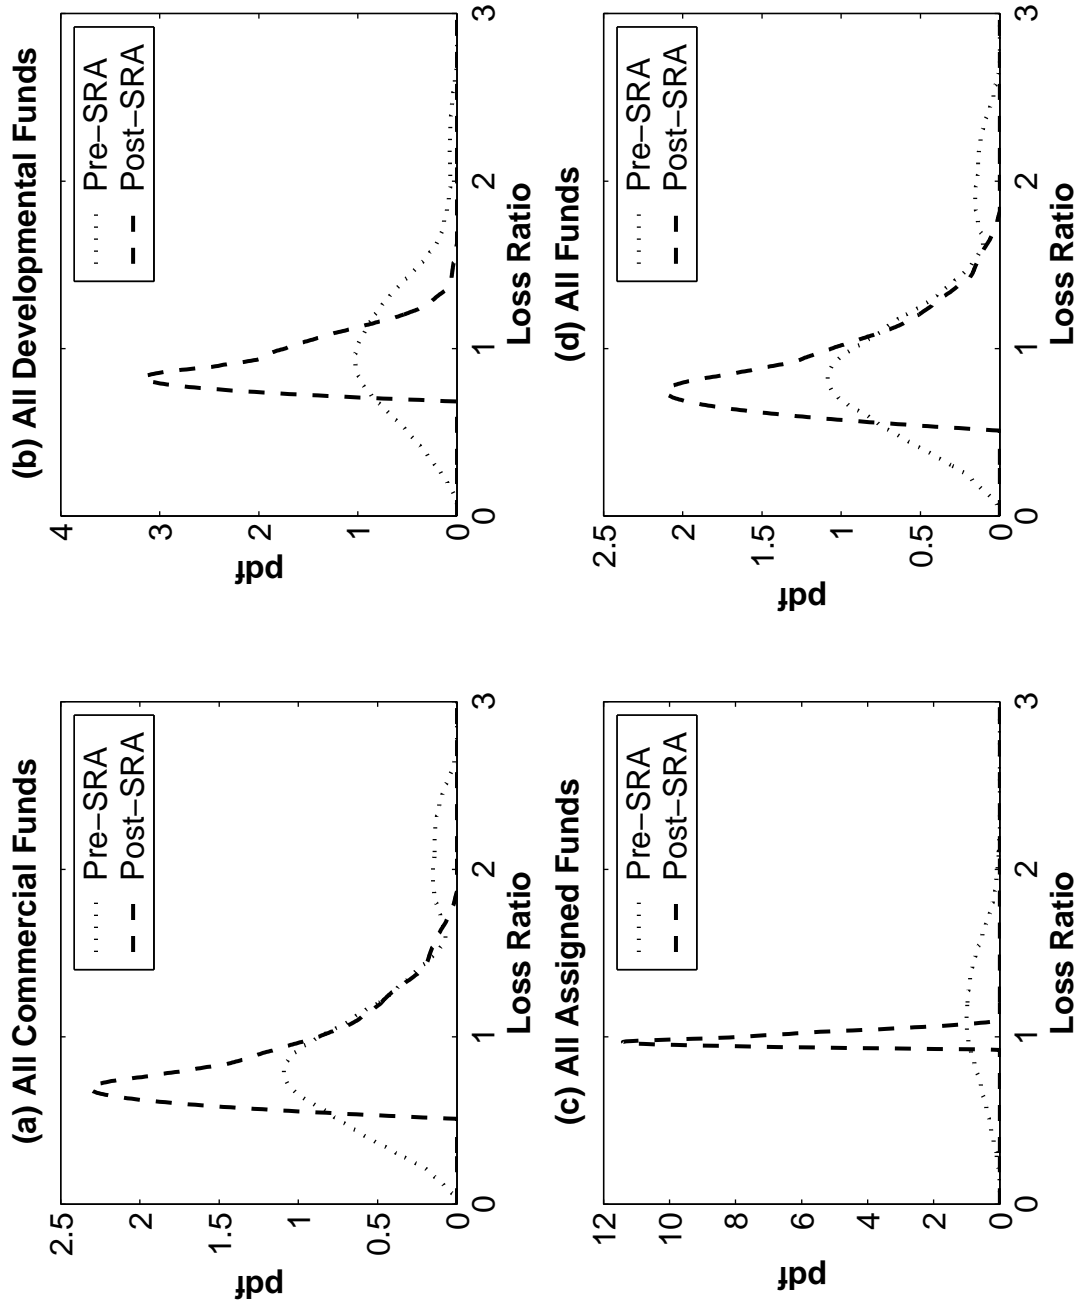 (a) All Commercial Funds
2.5
2
1.5
1
0.5
0
pdf
0
1
2
3
Loss Ratio
Pre−SRA
Post−SRA
(b) All Developmental Funds
4
3
2
1
0
pdf
0
1
2
3
Loss Ratio
Pre−SRA
Post−SRA
(c) All Assigned Funds
12
10
8
6
4
2
0
pdf
0
1
2
3
Loss Ratio
Pre−SRA
Post−SRA
(d) All Funds
2.5
2
1.5
1
0.5
0
pdf
0
1
2
3
Loss Ratio
Pre−SRA
Post−SRA